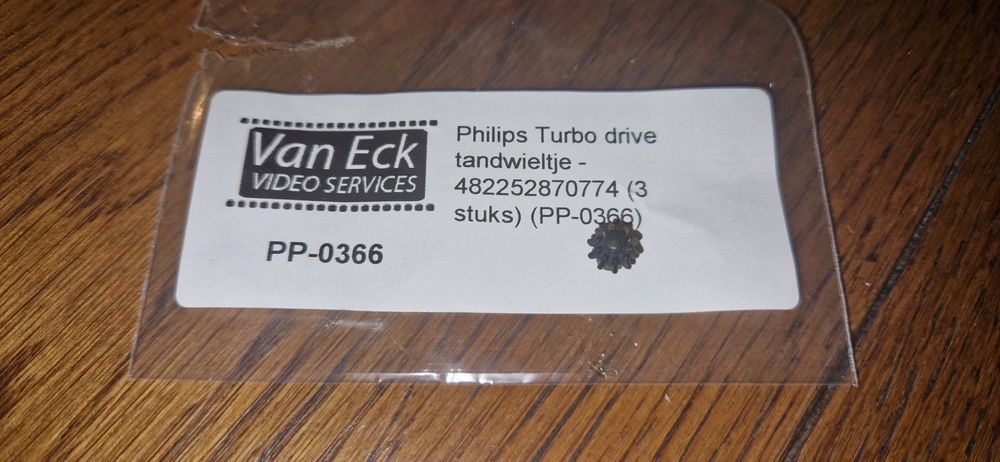 Van Eck
VIDEO SERVICES
PP-0366
Philips Turbo drive
tandwieltje -
482252870774 (3
stuks) (PP-0366)